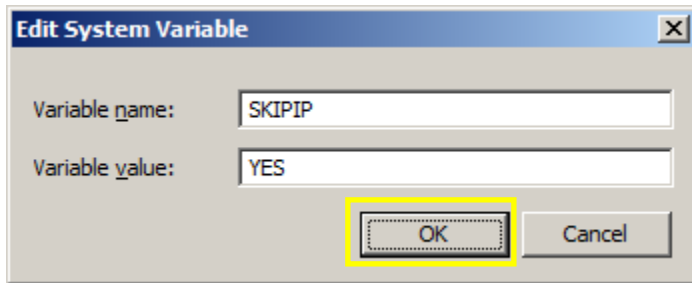 Edit System Variable
Variable name: SKIPIP
Variable value: YES
OK Cancel